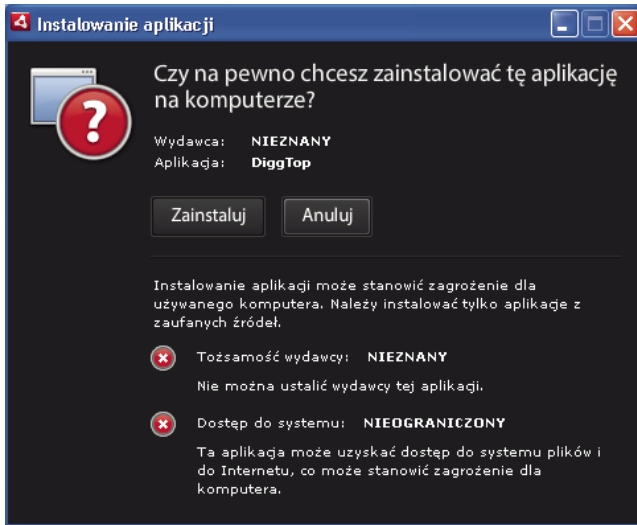 Instalowanie aplikacji
Czy na pewno chcesz zainstalować tę aplikację
na komputerze?
Wydawca: NIEZNANY
Aplikacja: DiggTop
Zainstaluj Anuluj
Instalowanie aplikacji może stanowić zagrożenie dla
używanego komputera. Należy instalować tylko aplikacje z
zaufanych źródeł.
Tożsamość wydawcy: NIEZNANY
Nie można ustalić wydawcy tej aplikacji.
Dostęp do systemu: NIEOGRANICZONY
Ta aplikacja może uzyskać dostęp do systemu plików i
do Internetu, co może stanowić zagrożenie dla
komputera.